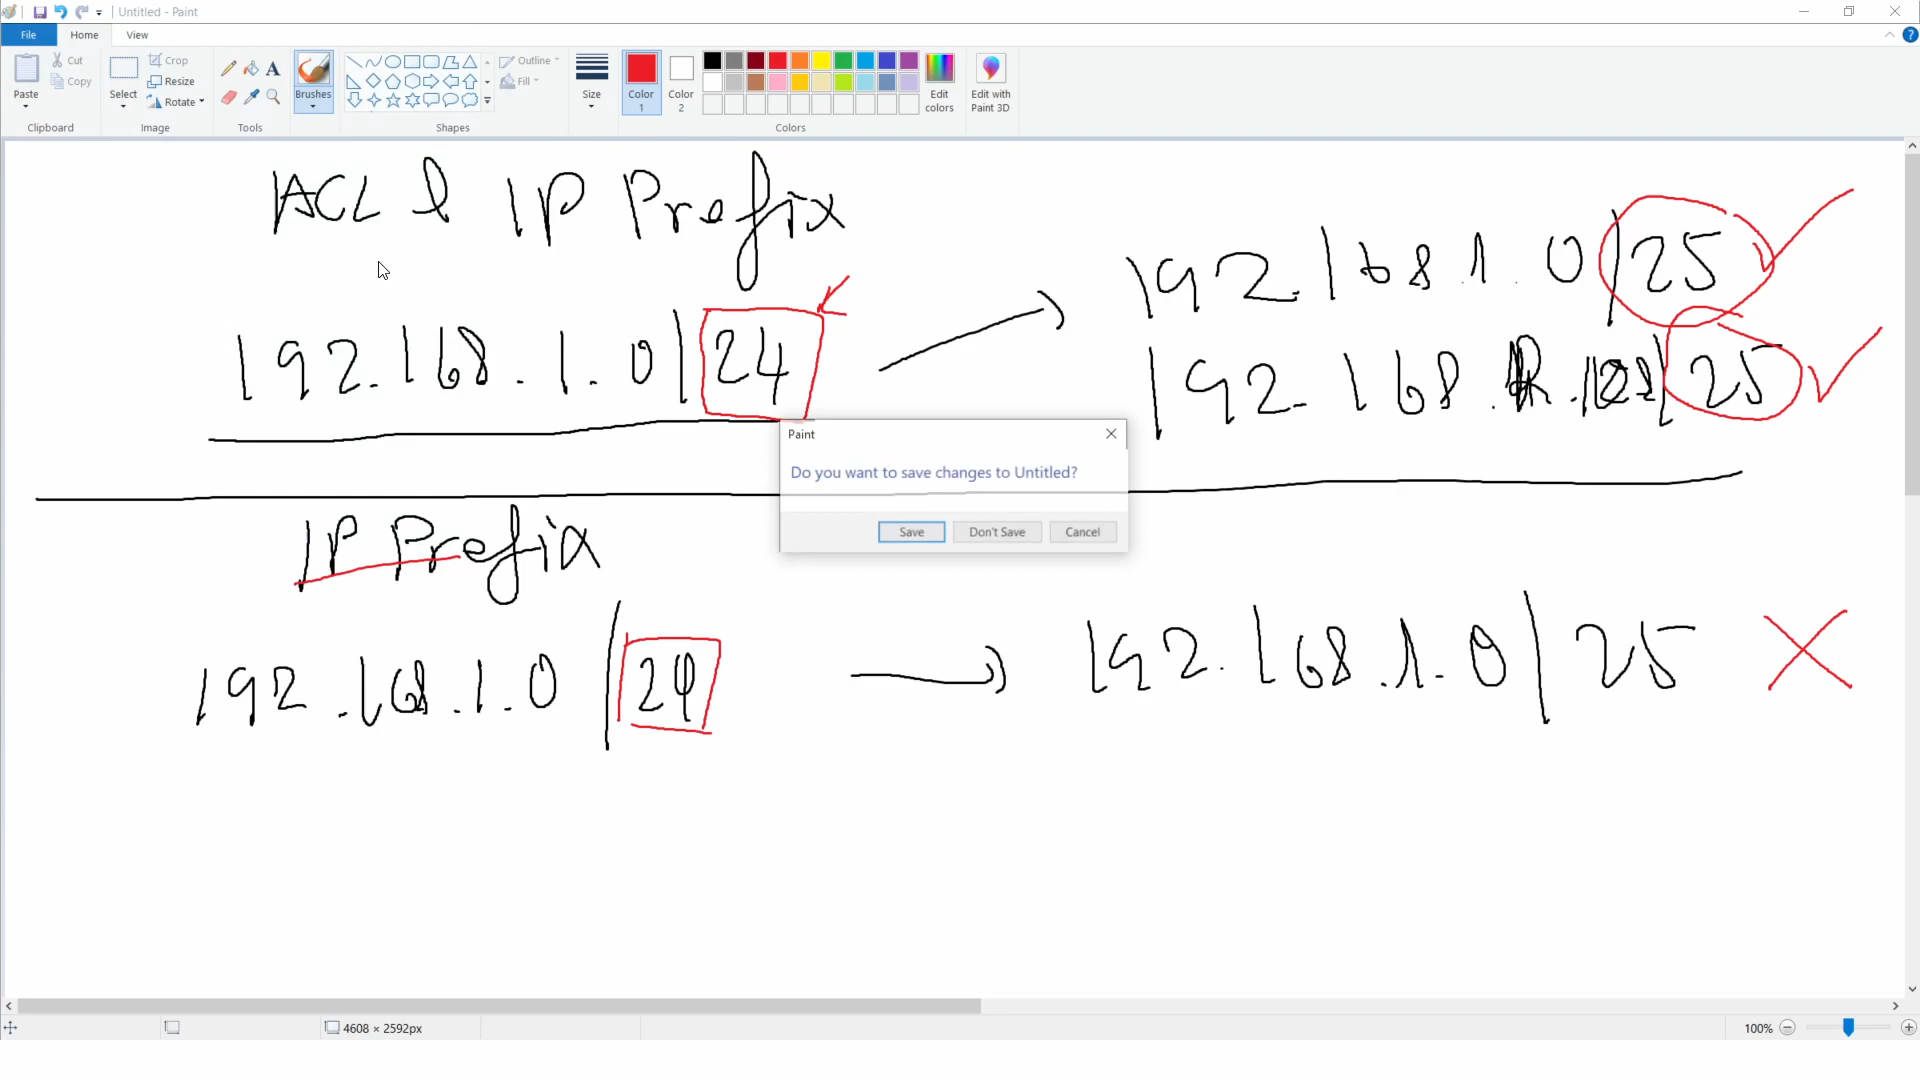 Untitled - Paint
File Home View
Paste
Cut
Copy
Clipboard
Select
Crop
Resize
Rotate
Image
A
Tools
Brushes
Shapes
Outline
Fill
Size
Color 1
Color 2
Colors
Edit colors
Edit with Paint 3D
ACL & IP Prefix
192.168.1.0/24
192.168.1.0/25
192.168.1.128/25
Paint
Do you want to save changes to Untitled?
Save Don't Save Cancel
IP Prefix
192.168.1.0/24
192.168.1.0/25
4608 × 2592px
100%